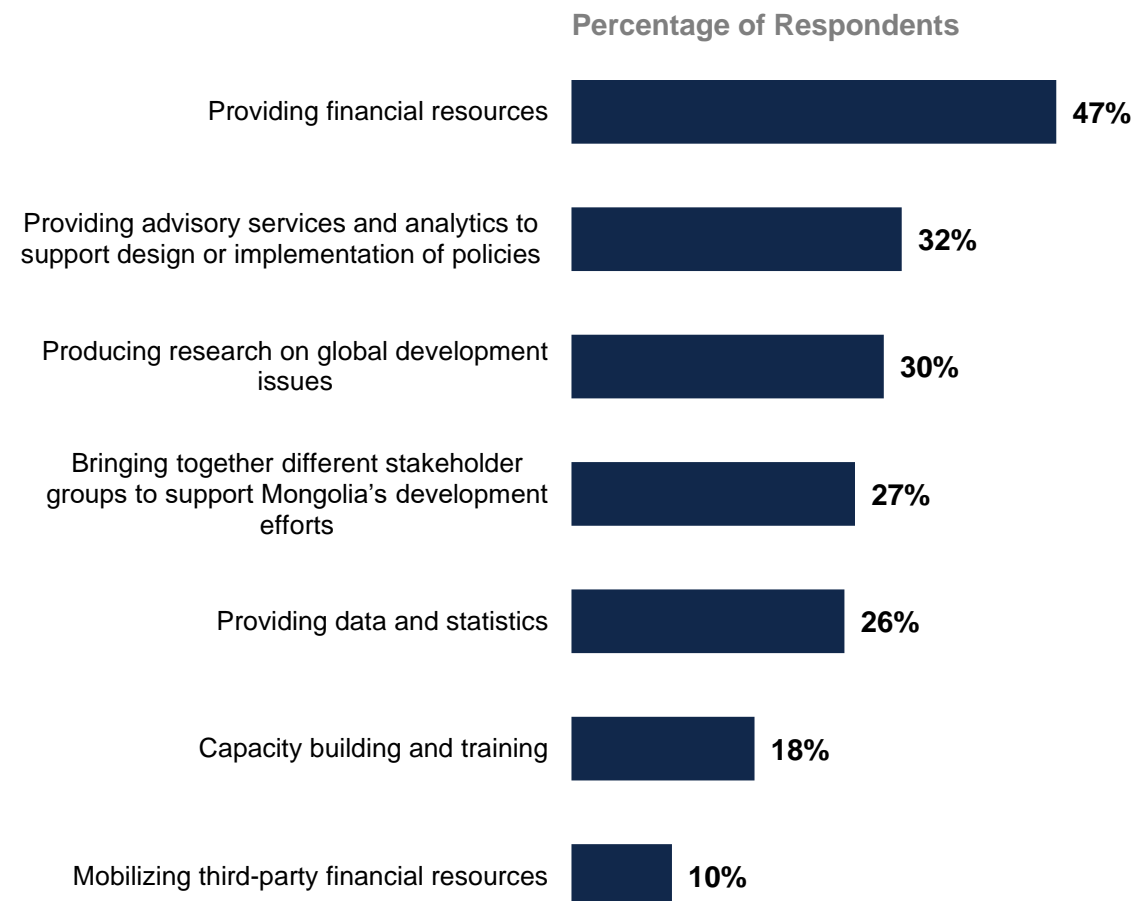 Percentage of Respondents
Providing financial resources
47%
Providing advisory services and analytics to
support design or implementation of policies
32%
Producing research on global development
issues
30%
Bringing together different stakeholder
groups to support Mongolia’s development
efforts
27%
Providing data and statistics
26%
Capacity building and training
18%
Mobilizing third-party financial resources
10%